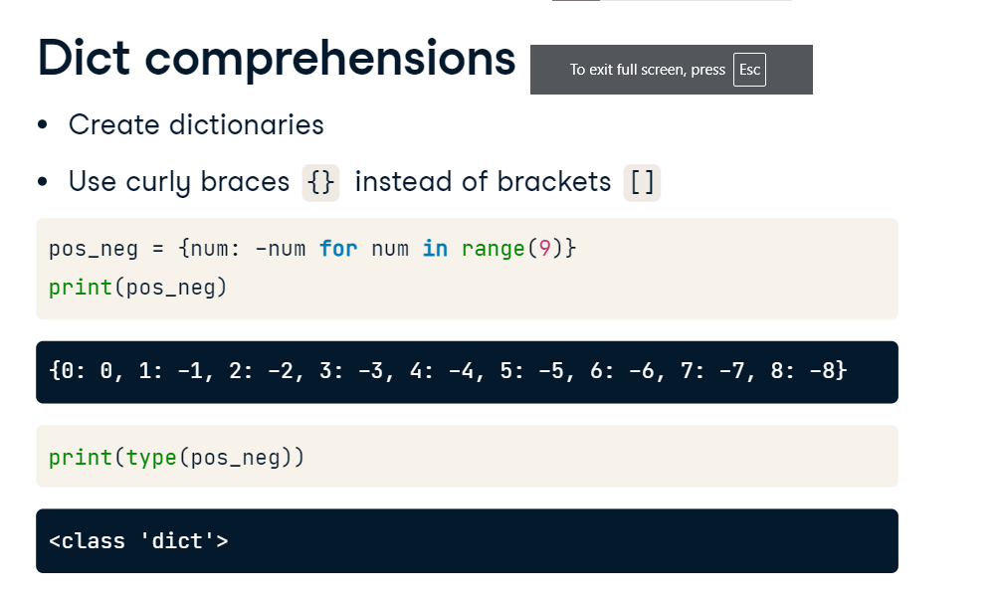 Dict comprehensions
To exit full screen, press Esc
• Create dictionaries
• Use curly braces {} instead of brackets []
pos_neg = {num: -num for num in range(9)}
print(pos_neg)
{0: 0, 1: -1, 2: -2, 3: -3, 4: -4, 5: -5, 6: -6, 7: -7, 8: -8}
print(type(pos_neg))
<class 'dict'>